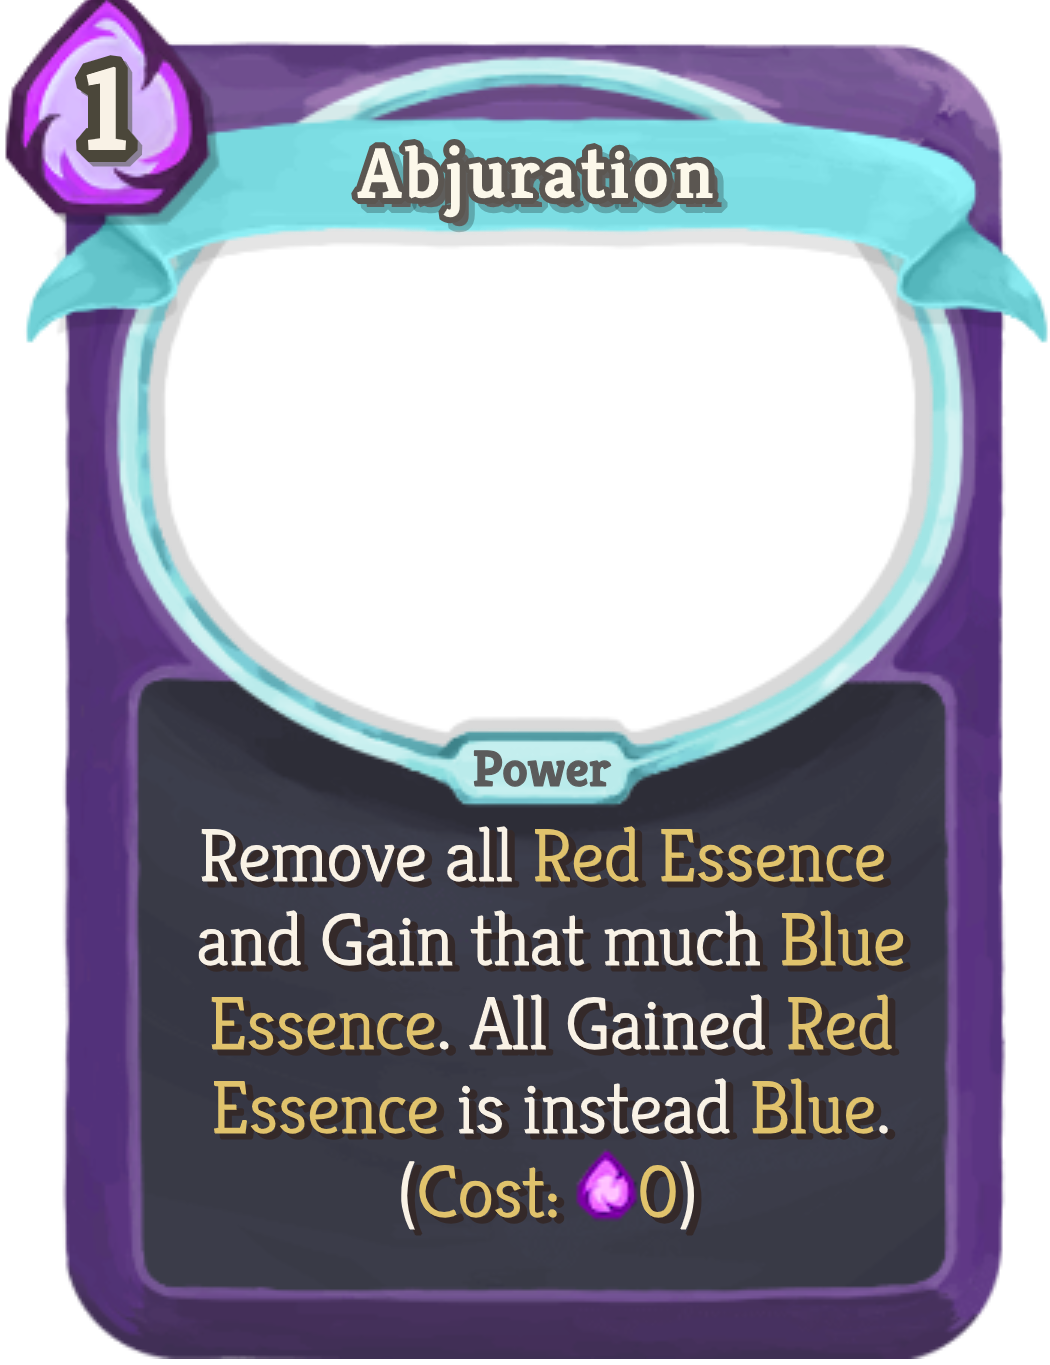 1
Abjuration
Power
Remove all Red Essence
and Gain that much Blue
Essence. All Gained Red
Essence is instead Blue.
(Cost: 0)